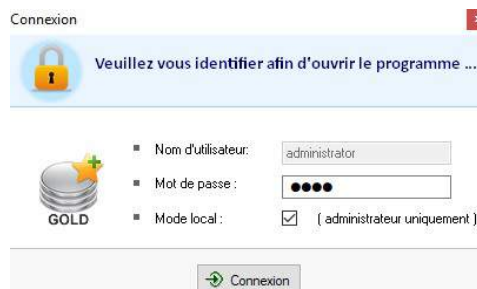 Connexion
Veuillez vous identifier afin d'ouvrir le programme ...
Nom d'utilisateur: administrator
Mot de passe : ●●●●
Mode local : ( administrateur uniquement )
GOLD
Connexion